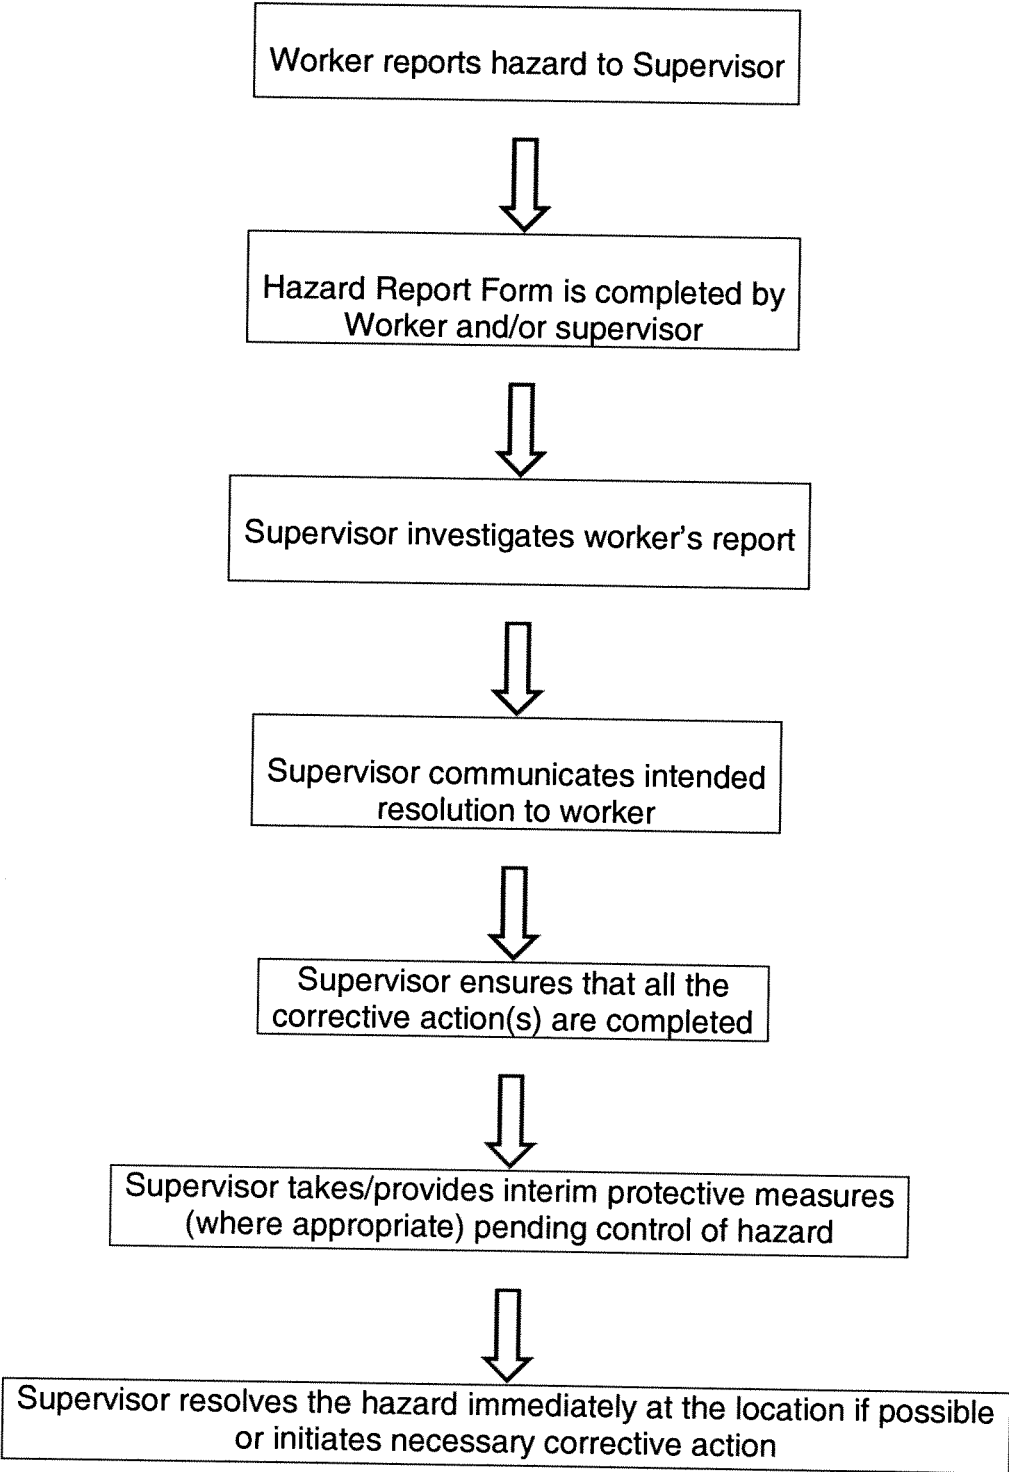 Worker reports hazard to Supervisor
Hazard Report Form is completed by
Worker and/or supervisor
Supervisor investigates worker's report
Supervisor communicates intended
resolution to worker
Supervisor ensures that all the
corrective action(s) are completed
Supervisor takes/provides interim protective measures
(where appropriate) pending control of hazard
Supervisor resolves the hazard immediately at the location if possible
or initiates necessary corrective action